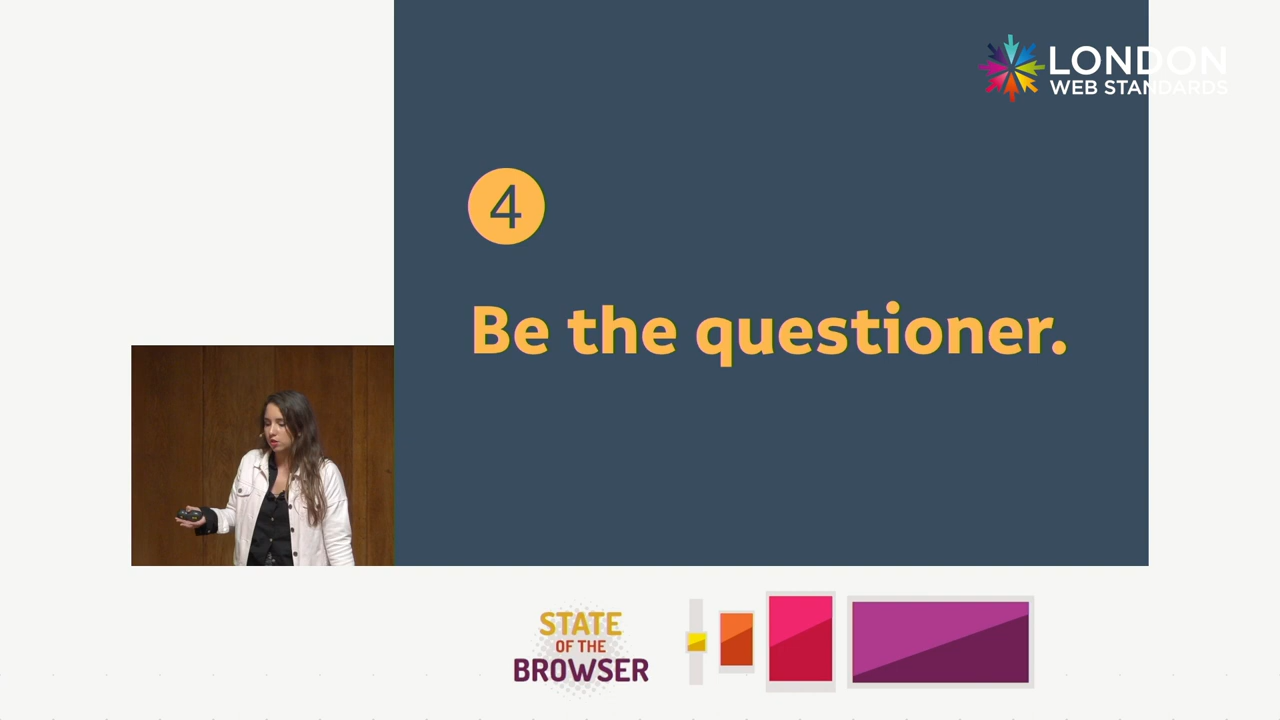 LONDON
WEB STANDARDS
4
Be the questioner.
STATE
OF THE
BROWSER